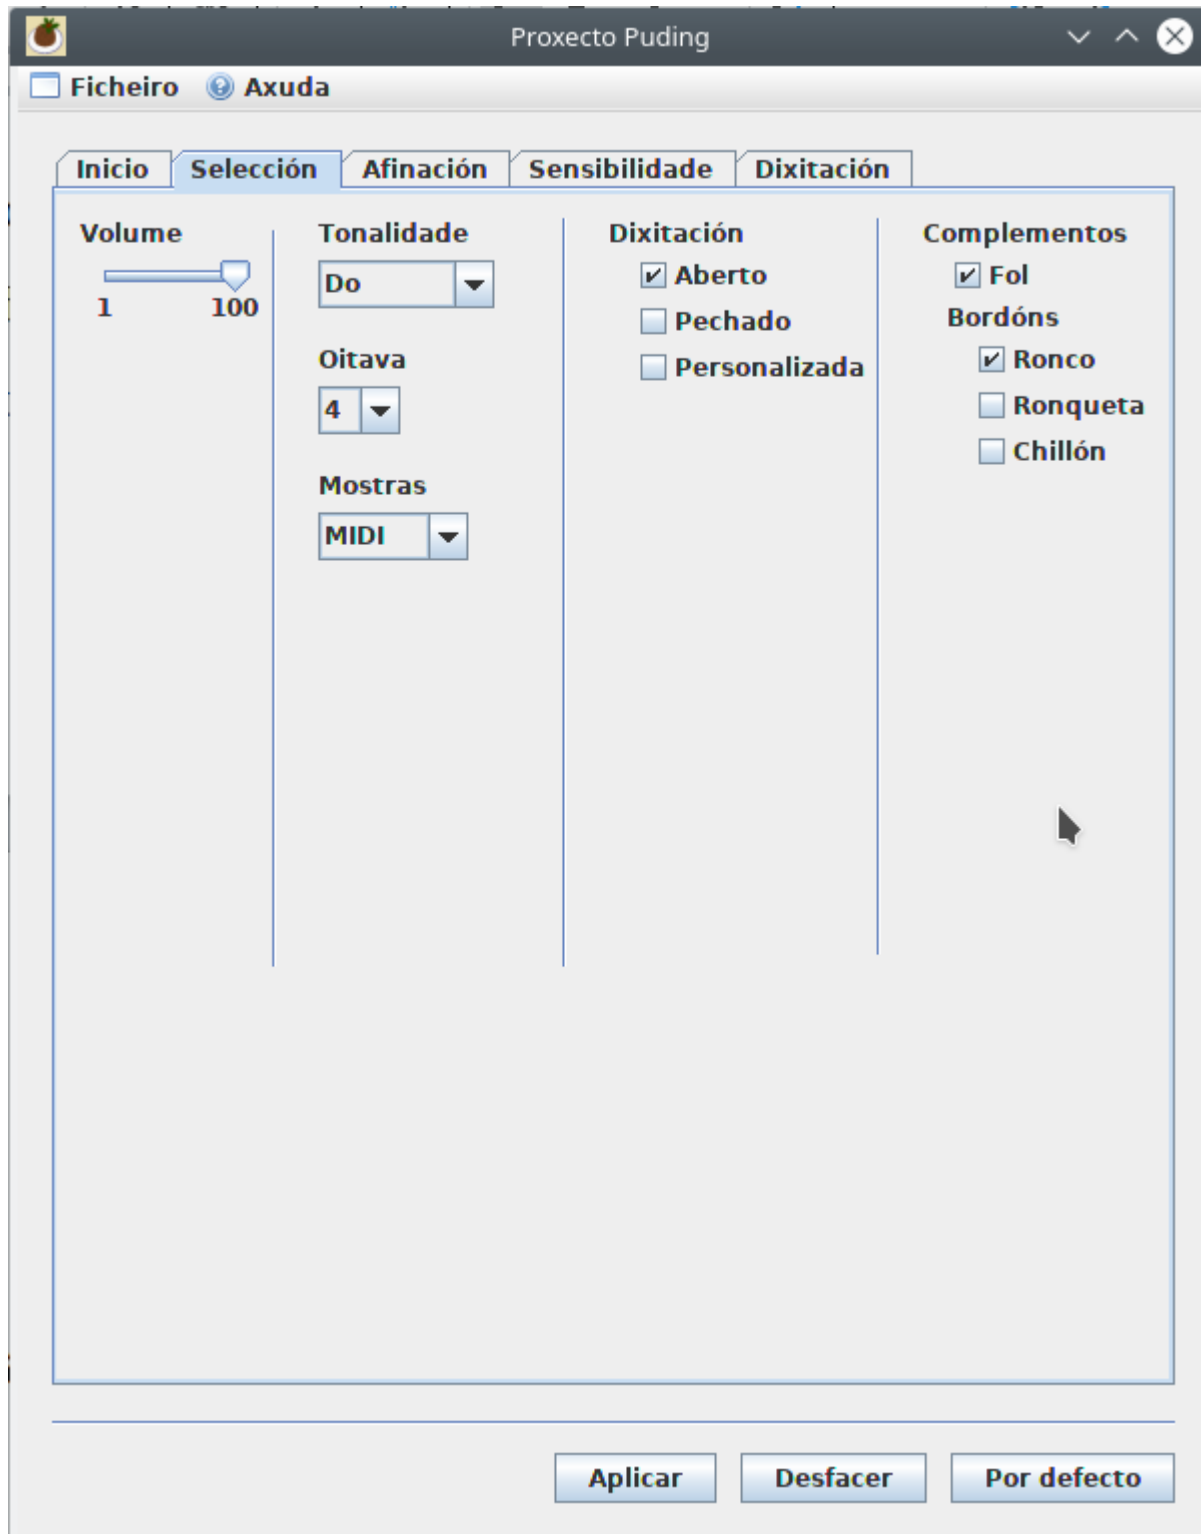 Proxecto Puding
Ficheiro Axuda
Inicio Selección Afinación Sensibilidade Dixitación
Volume
1 100
Tonalidade
Do
Oitava
4
Mostras
MIDI
Dixitación
Aberto
Pechado
Personalizada
Complementos
Fol
Bordóns
Ronco
Ronqueta
Chillón
Aplicar Desfacer Por defecto